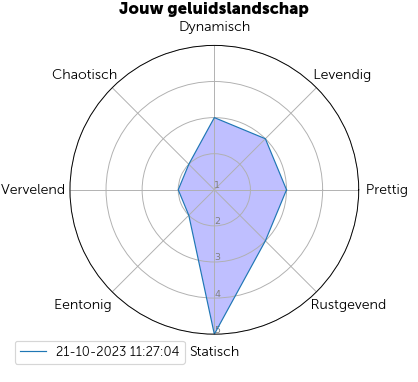 Jouw geluidslandschap
Dynamisch
Chaotisch
Levendig
Vervelend
Prettig
1
2
3
4
5
Eentonig
Rustgevend
21-10-2023 11:27:04
Statisch